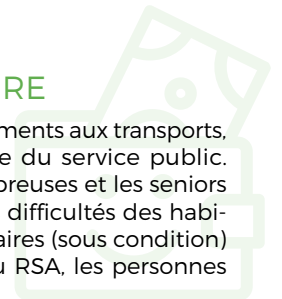 RE
ments aux transports,
e du service public.
breuses et les seniors
difficultés des habi-
aires (sous condition)
u RSA, les personnes